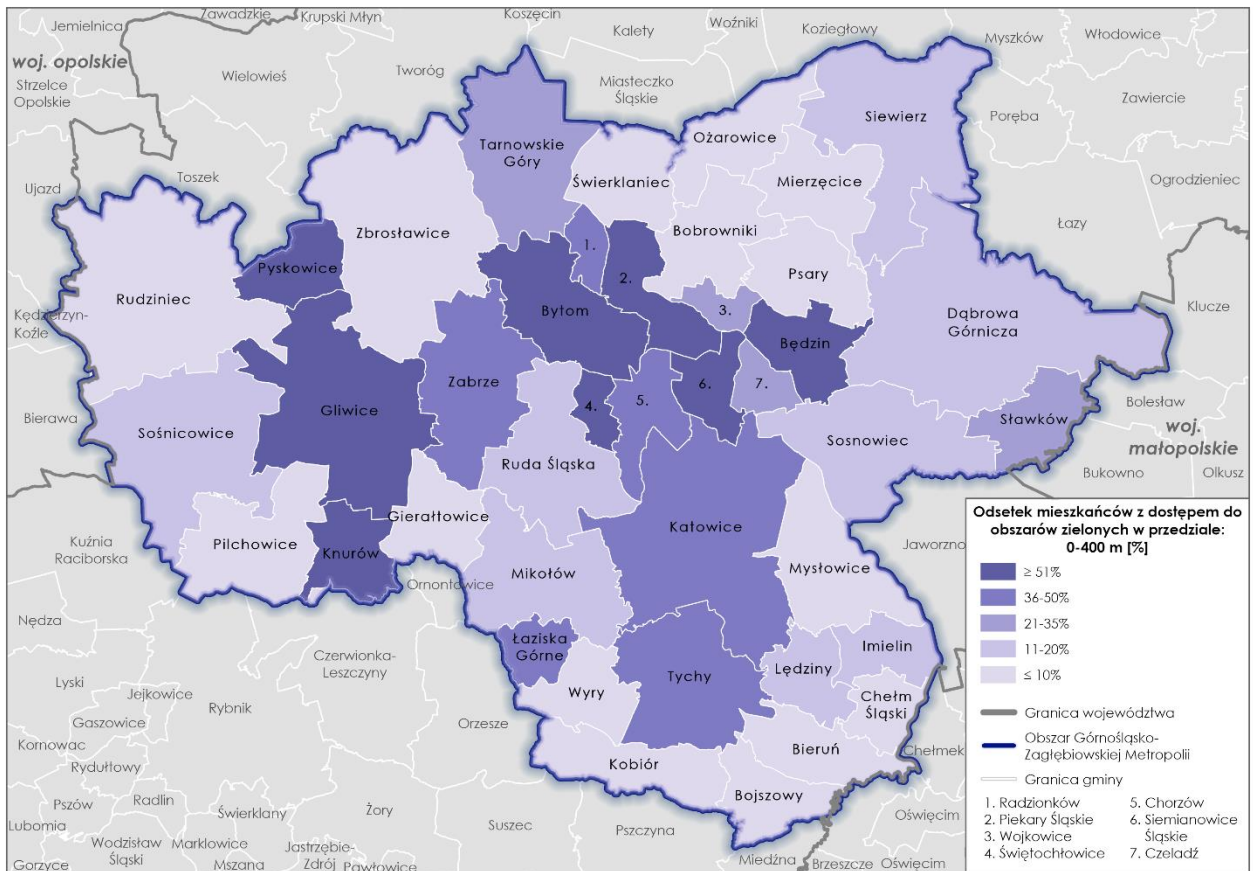 Jemielnica
Zawadzkie
Krupski Młyn
Koszęcin
Kalety
Woźniki
Koziegłowy
Myszków
Włodowice
woj. opolskie
Strzelce
Opolskie
Wielowieś
Tworóg
Miasteczko
Śląskie
Siewierz
Poręba
Zawiercie
Tarnowskie
Góry
Ożarowice
Ujazd
Toszek
Świerklaniec
Mierzęcice
Ogrodzieniec
Zbrosławice
Bobrowniki
Łazy
1.
2.
Pyskowice
Psary
Rudziniec
Bytom
3.
Dąbrowa
Górnicza
Klucze
Kędzierzyn-
Koźle
Będzin
Zabrze
6.
7.
4.
5.
Gliwice
Bolesław
Bierawa
Sośnicowice
Sosnowiec
Sławków
woj.
małopolskie
Ruda Śląska
Bukowno
Olkusz
Gierałtowice
Katowice
Kuźnia
Raciborska
Pilchowice
Knurów
Jaworzno
Ornontowice
Mikołów
Mysłowice
Nędza
Łaziska
Górne
Imielin
Lędziny
Czerwionka-
Leszczyny
Tychy
Lyski
Jejkowice
Rybnik
Wyry
Chełm
Śląski
Gaszowice
Orzesze
Kornowac
Bieruń
Chełmek
Rydułtowy
Kobiór
Bojszowy
Pszów
Radlin
Świerklany
Żory
Lubomia
Suszec
Pszczyna
Oświęcim
Wodzisław
Śląski
Marklowice
Jastrzębie-
Zdrój
Gorzyce
Mszana
Pawłowice
Miedźna
Brzeszcze
Oświęcim
Odsetek mieszkańców z dostępem do
obszarów zielonych w przedziale:
0-400 m [%]
≥ 51%
36-50%
21-35%
11-20%
≤ 10%
Granica województwa
Obszar Górnośląsko-
Zagłębiowskiej Metropolii
Granica gminy
1. Radzionków
2. Piekary Śląskie
3. Wojkowice
4. Świętochłowice
5. Chorzów
6. Siemianowice
Śląskie
7. Czeladź